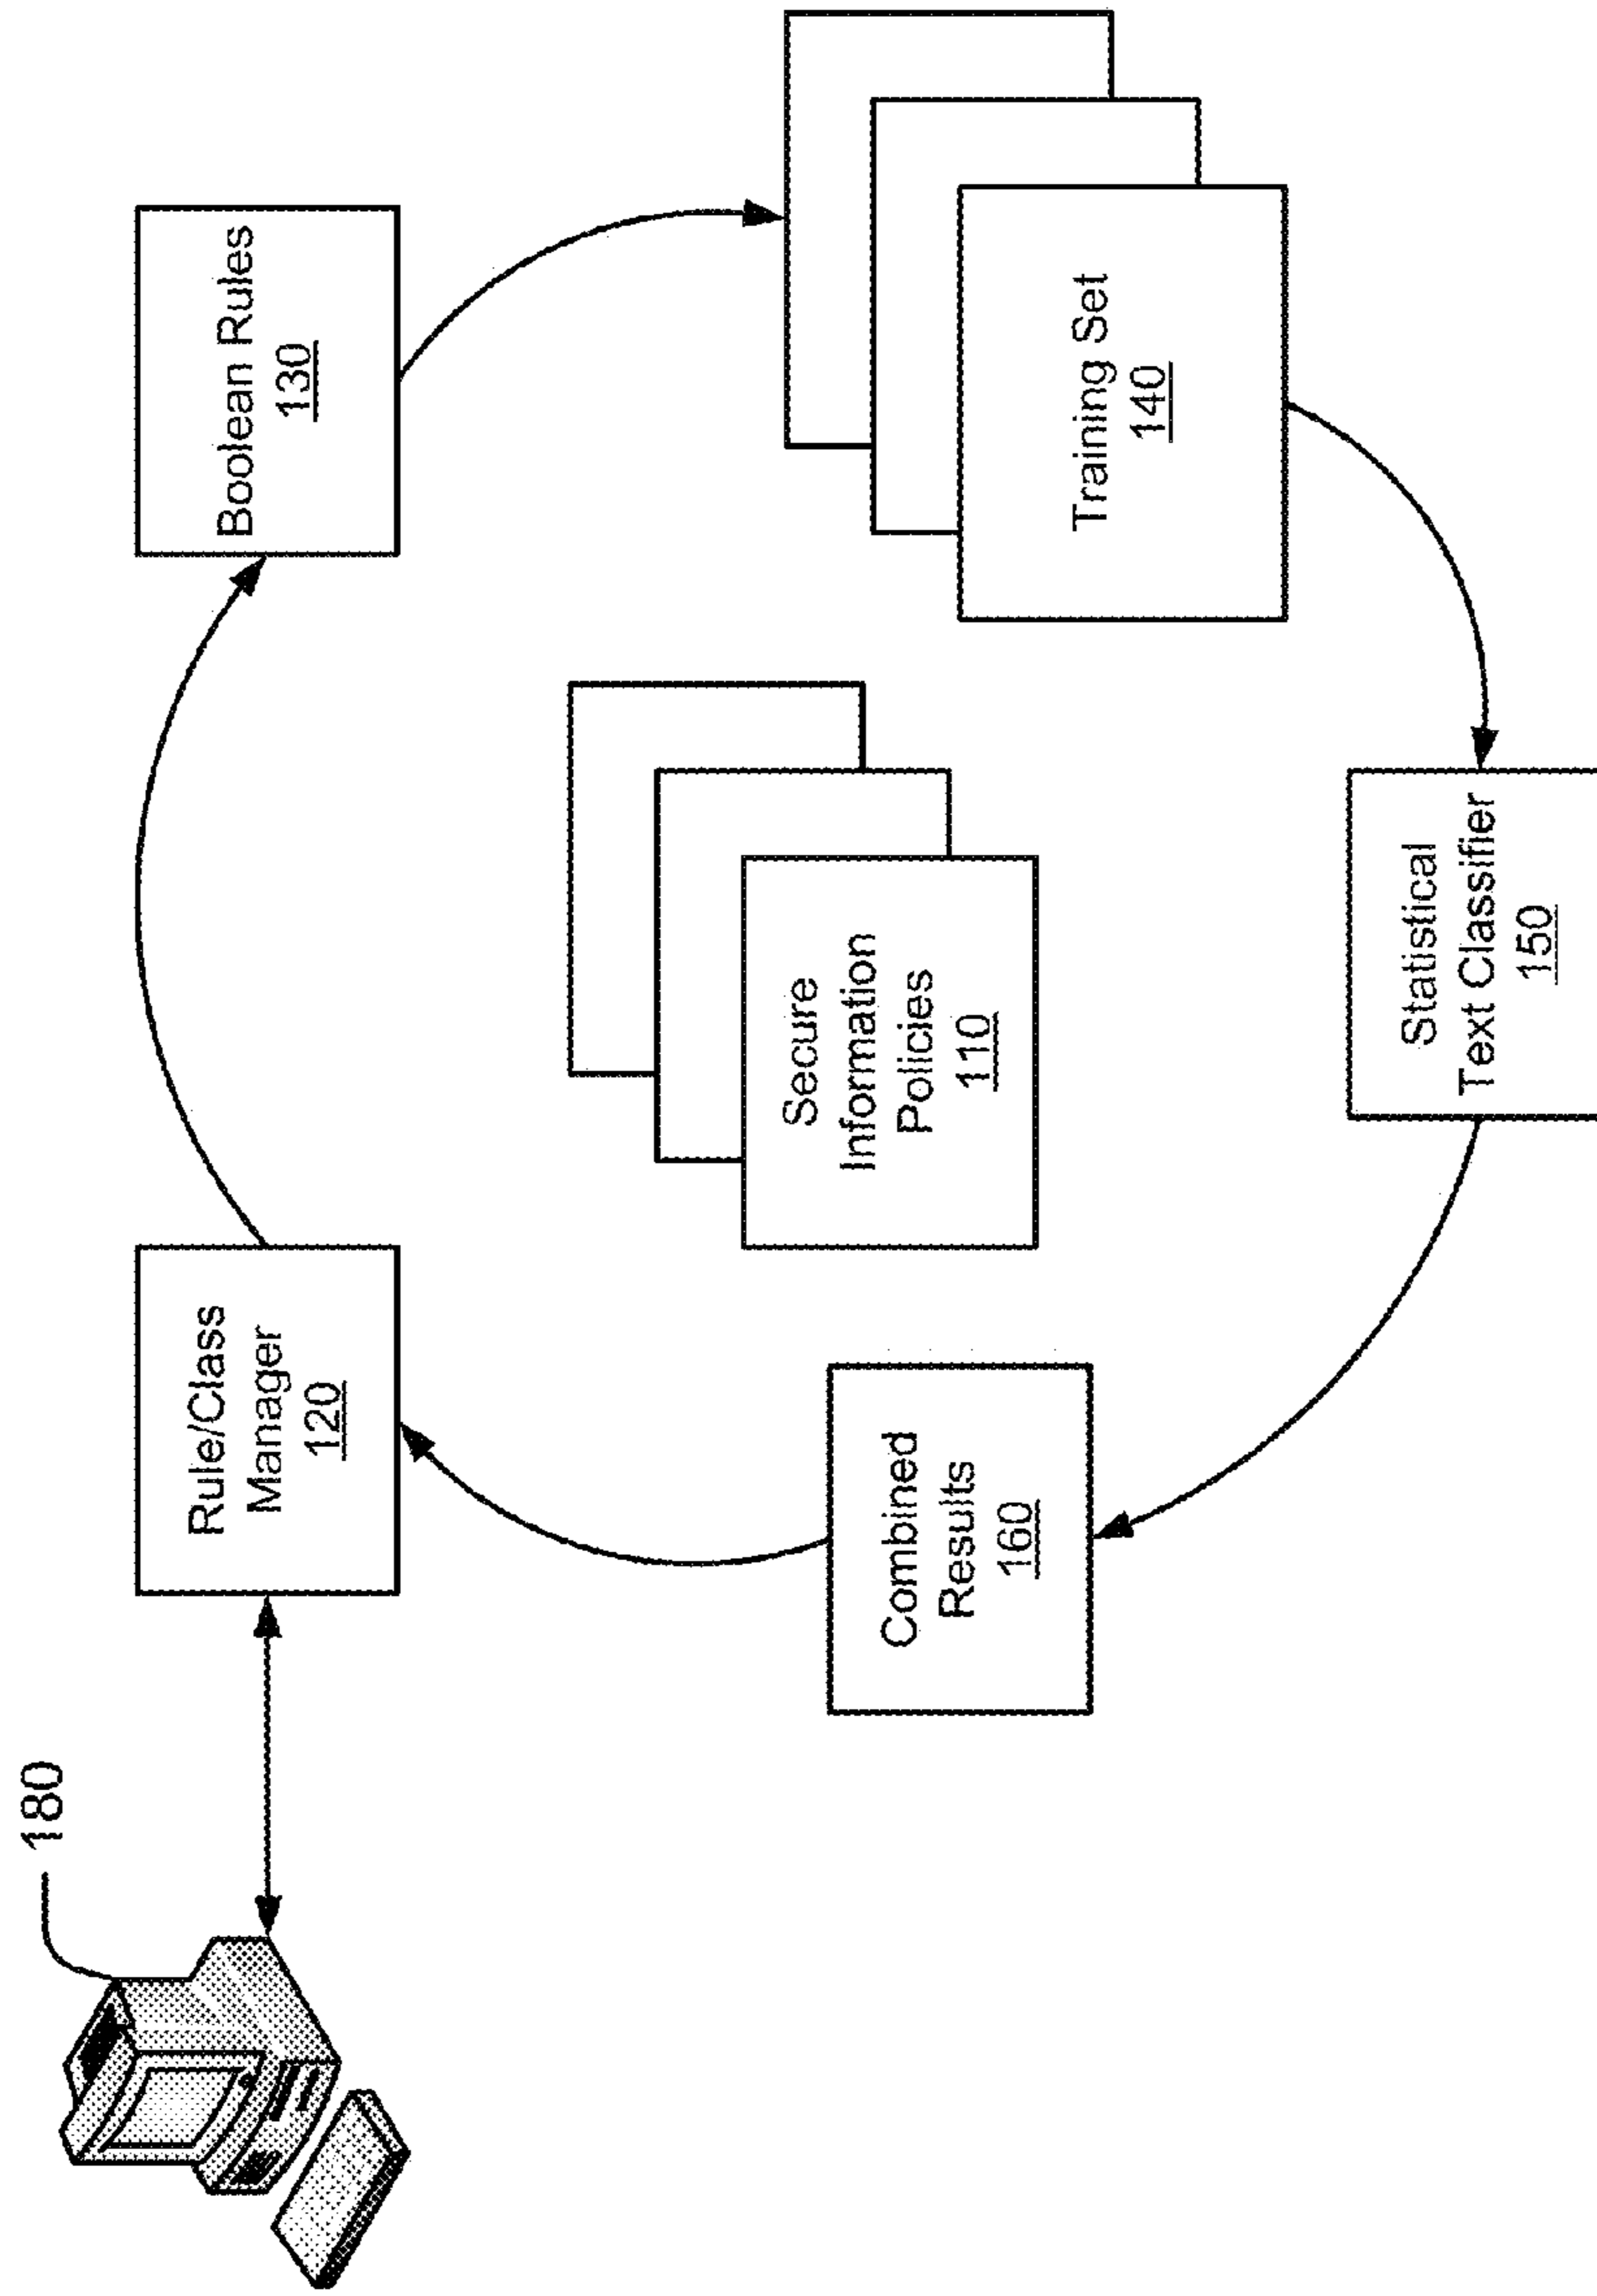 180
Rule/Class
Manager
120
Boolean Rules
130
Secure
Information
Policies
110
Training Set
140
Combined
Results
160
Statistical
Text Classifier
150